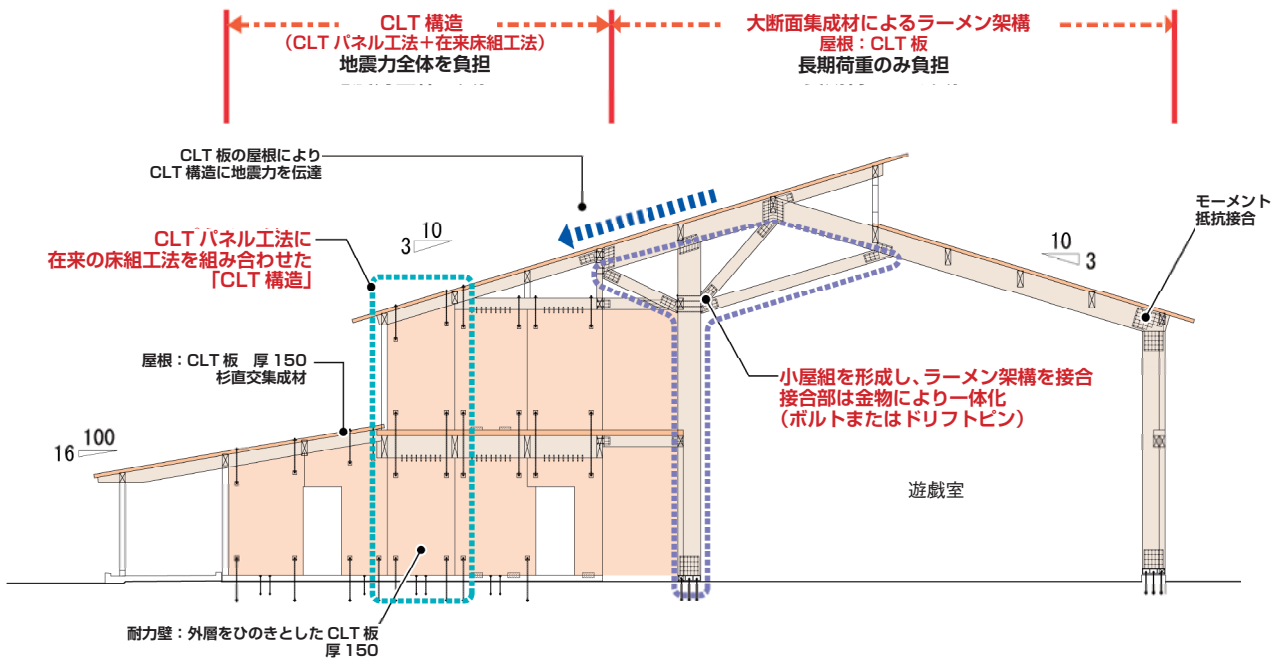 CLT 構造
（CLT パネル工法＋在来床組工法）
地震力全体を負担
大断面集成材によるラーメン架構
屋根：CLT 板
長期荷重のみ負担
CLT 板の屋根により
CLT 構造に地震力を伝達
モーメント
抵抗接合
CLT パネル工法に
在来の床組工法を組み合わせた
「CLT 構造」
10
3
10
3
屋根：CLT 板　厚 150
杉直交集成材
小屋組を形成し、ラーメン架構を接合
接合部は金物により一体化
（ボルトまたはドリフトピン）
100
16
遊戯室
耐力壁：外層をひのきとした CLT 板
厚 150